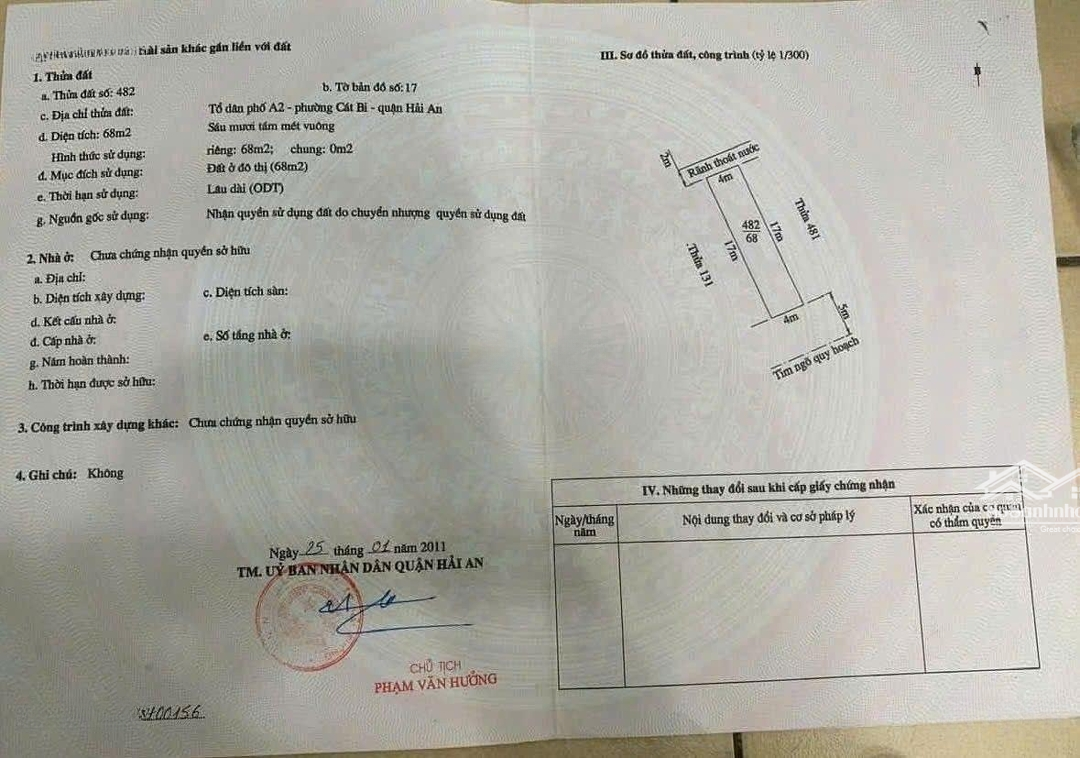 tài sản khác gắn liền với đất
1. Thửa đất
a. Thửa đất số: 482
b. Tờ bản đồ số: 17
c. Địa chỉ thửa đất: Tổ dân phố A2 - phường Cát Bi - quận Hải An
d. Diện tích: 68m2 Sáu mươi tám mét vuông
Hình thức sử dụng: riêng: 68m2; chung: 0m2
đ. Mục đích sử dụng: Đất ở đô thị (68m2)
e. Thời hạn sử dụng: Lâu dài (ODT)
g. Nguồn gốc sử dụng: Nhận quyền sử dụng đất do chuyển nhượng quyền sử dụng đất
2. Nhà ở: Chưa chứng nhận quyền sở hữu
a. Địa chỉ:
b. Diện tích xây dựng: c. Diện tích sàn:
d. Kết cấu nhà ở:
đ. Cấp nhà ở: e. Số tầng nhà ở:
g. Năm hoàn thành:
h. Thời hạn được sở hữu:
3. Công trình xây dựng khác: Chưa chứng nhận quyền sở hữu
4. Ghi chú: Không
Ngày 25 tháng 01 năm 2011
TM. UỶ BAN NHÂN DÂN QUẬN HẢI AN
CHỦ TỊCH
PHẠM VĂN HƯỞNG
00156
III. Sơ đồ thửa đất, công trình (tỷ lệ 1/300)
2m
Rãnh thoát nước
4m
Thửa 481
482
68
17m
17m
Thửa 131
4m
5m
Tim ngõ quy hoạch
IV. Những thay đổi sau khi cấp giấy chứng nhận
Ngày/tháng
năm
Nội dung thay đổi và cơ sở pháp lý
Xác nhận của cơ quan
có thẩm quyền